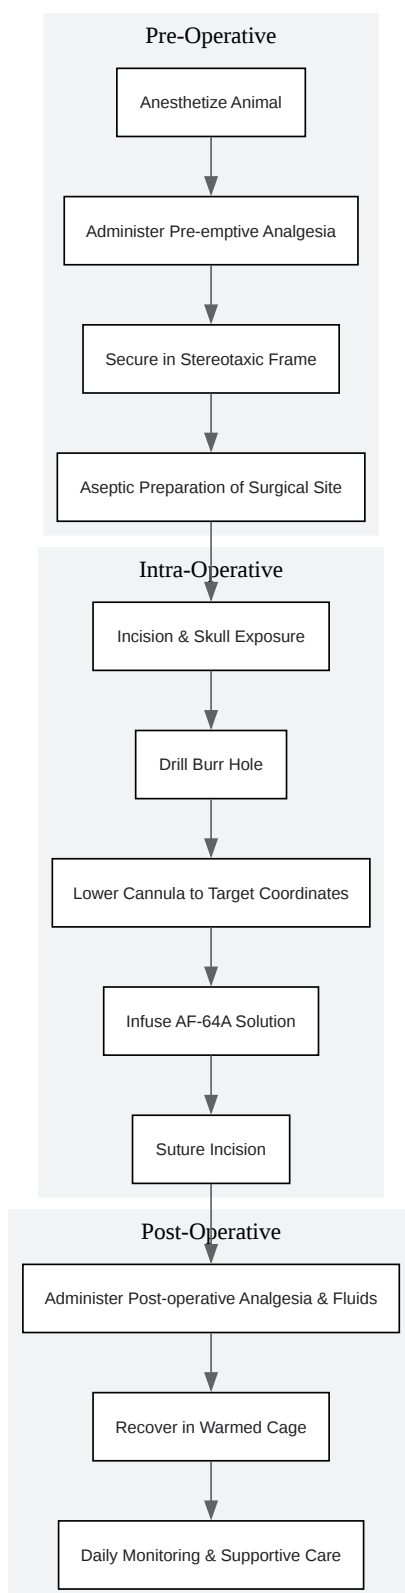 Pre-Operative
Anesthetize Animal
Administer Pre-emptive Analgesia
Secure in Stereotaxic Frame
Aseptic Preparation of Surgical Site
Intra-Operative
Incision & Skull Exposure
Drill Burr Hole
Lower Cannula to Target Coordinates
Infuse AF-64A Solution
Suture Incision
Post-Operative
Administer Post-operative Analgesia & Fluids
Recover in Warmed Cage
Daily Monitoring & Supportive Care